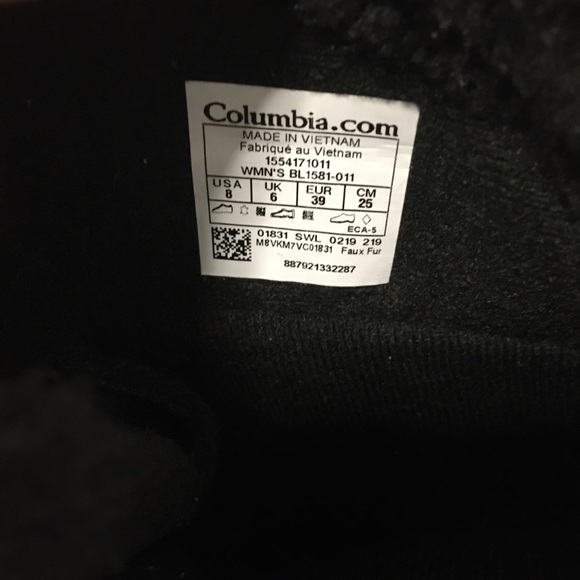 Columbia.com
MADE IN VIETNAM
Fabriqué au Vietnam
1554171011
WMN'S BL1581-011
USA UK EUR CM
8 6 39 25
ECA-5
01831 SWL 0219 219
M8VKM7VC01831 Faux Fur
887921332287